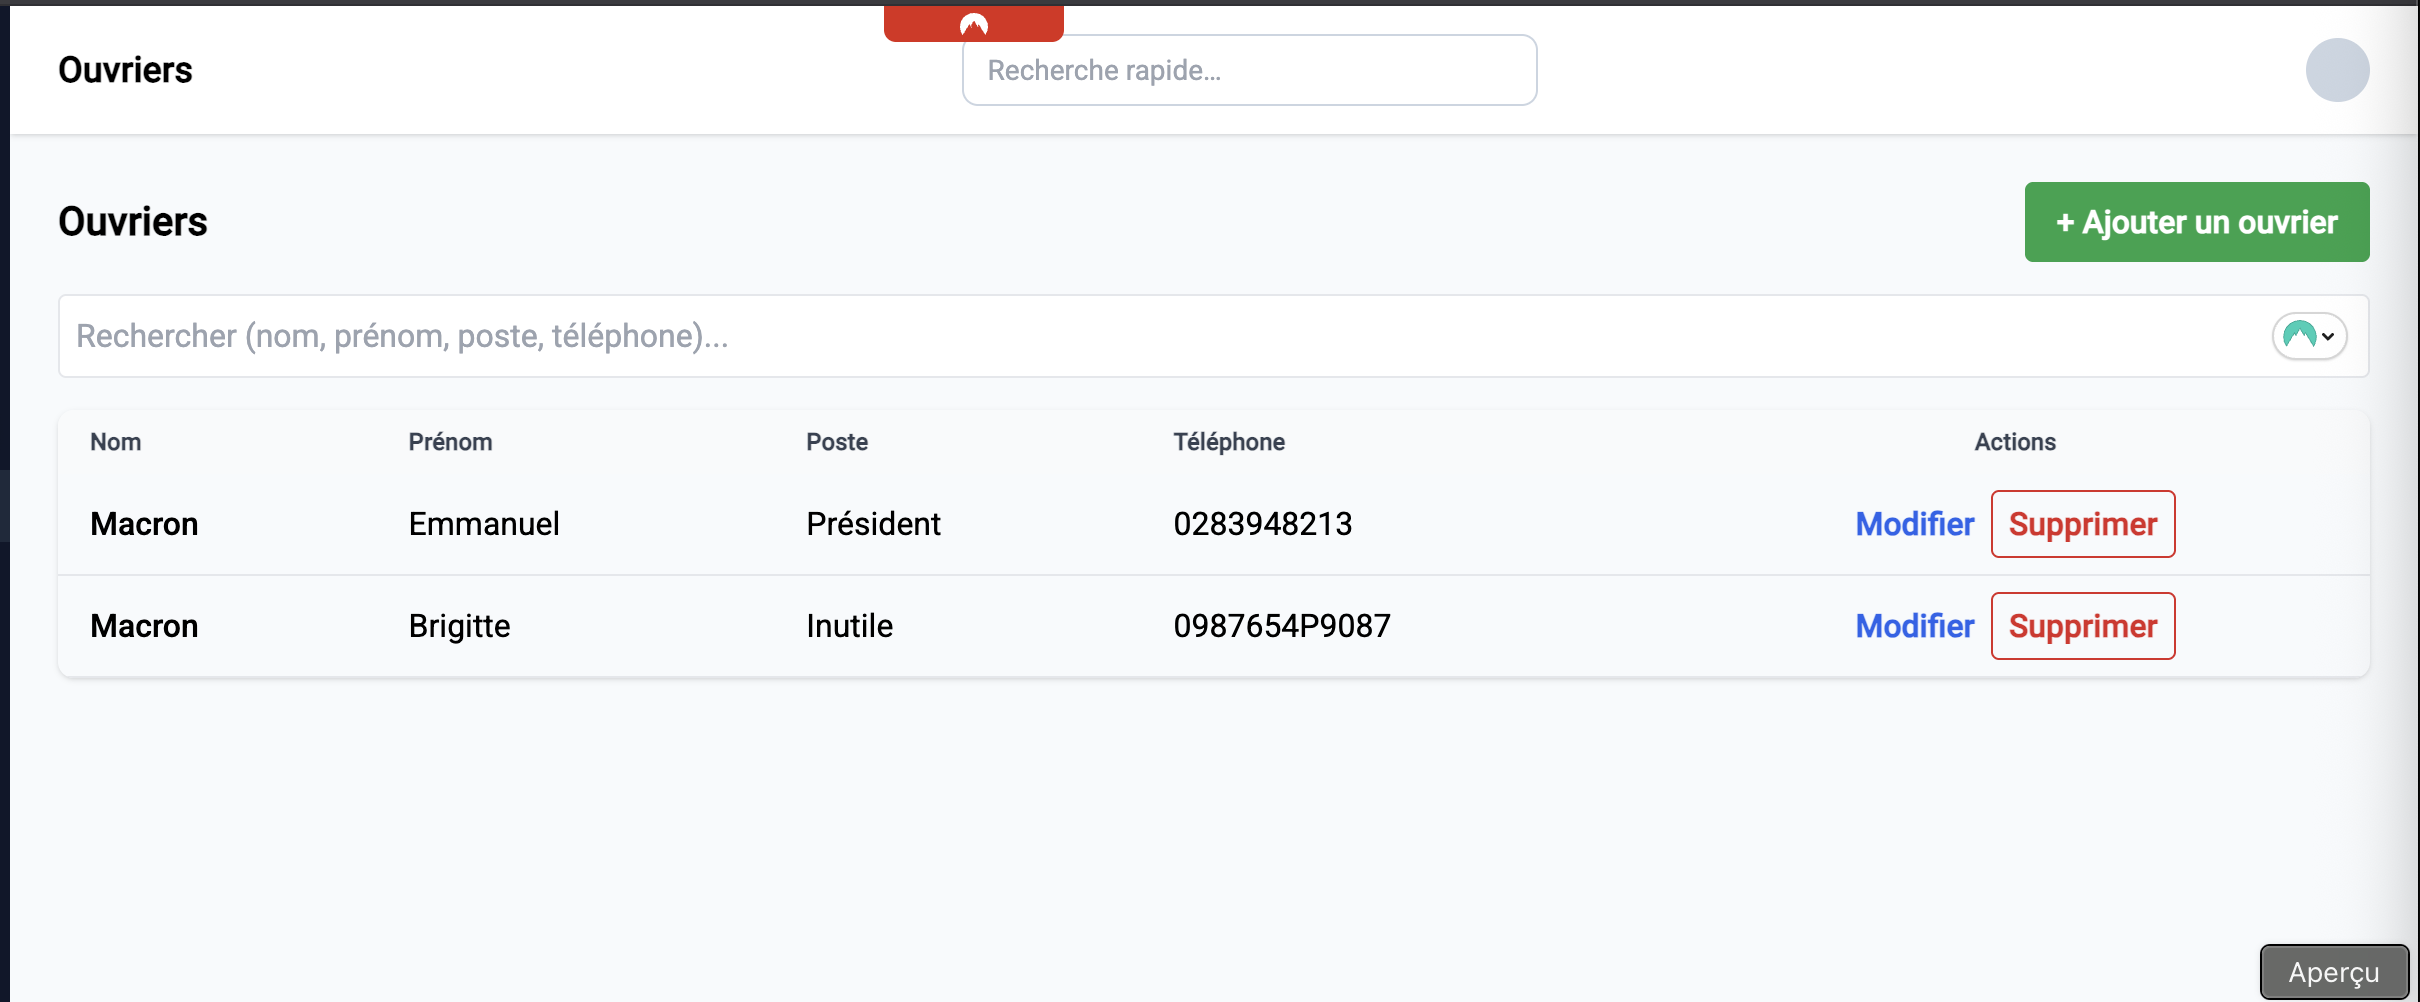 Ouvriers
Recherche rapide...
Ouvriers
+ Ajouter un ouvrier
Rechercher (nom, prénom, poste, téléphone)...
Nom Prénom Poste Téléphone Actions
Macron Emmanuel Président 0283948213 Modifier Supprimer
Macron Brigitte Inutile 0987654P9087 Modifier Supprimer
Aperçu